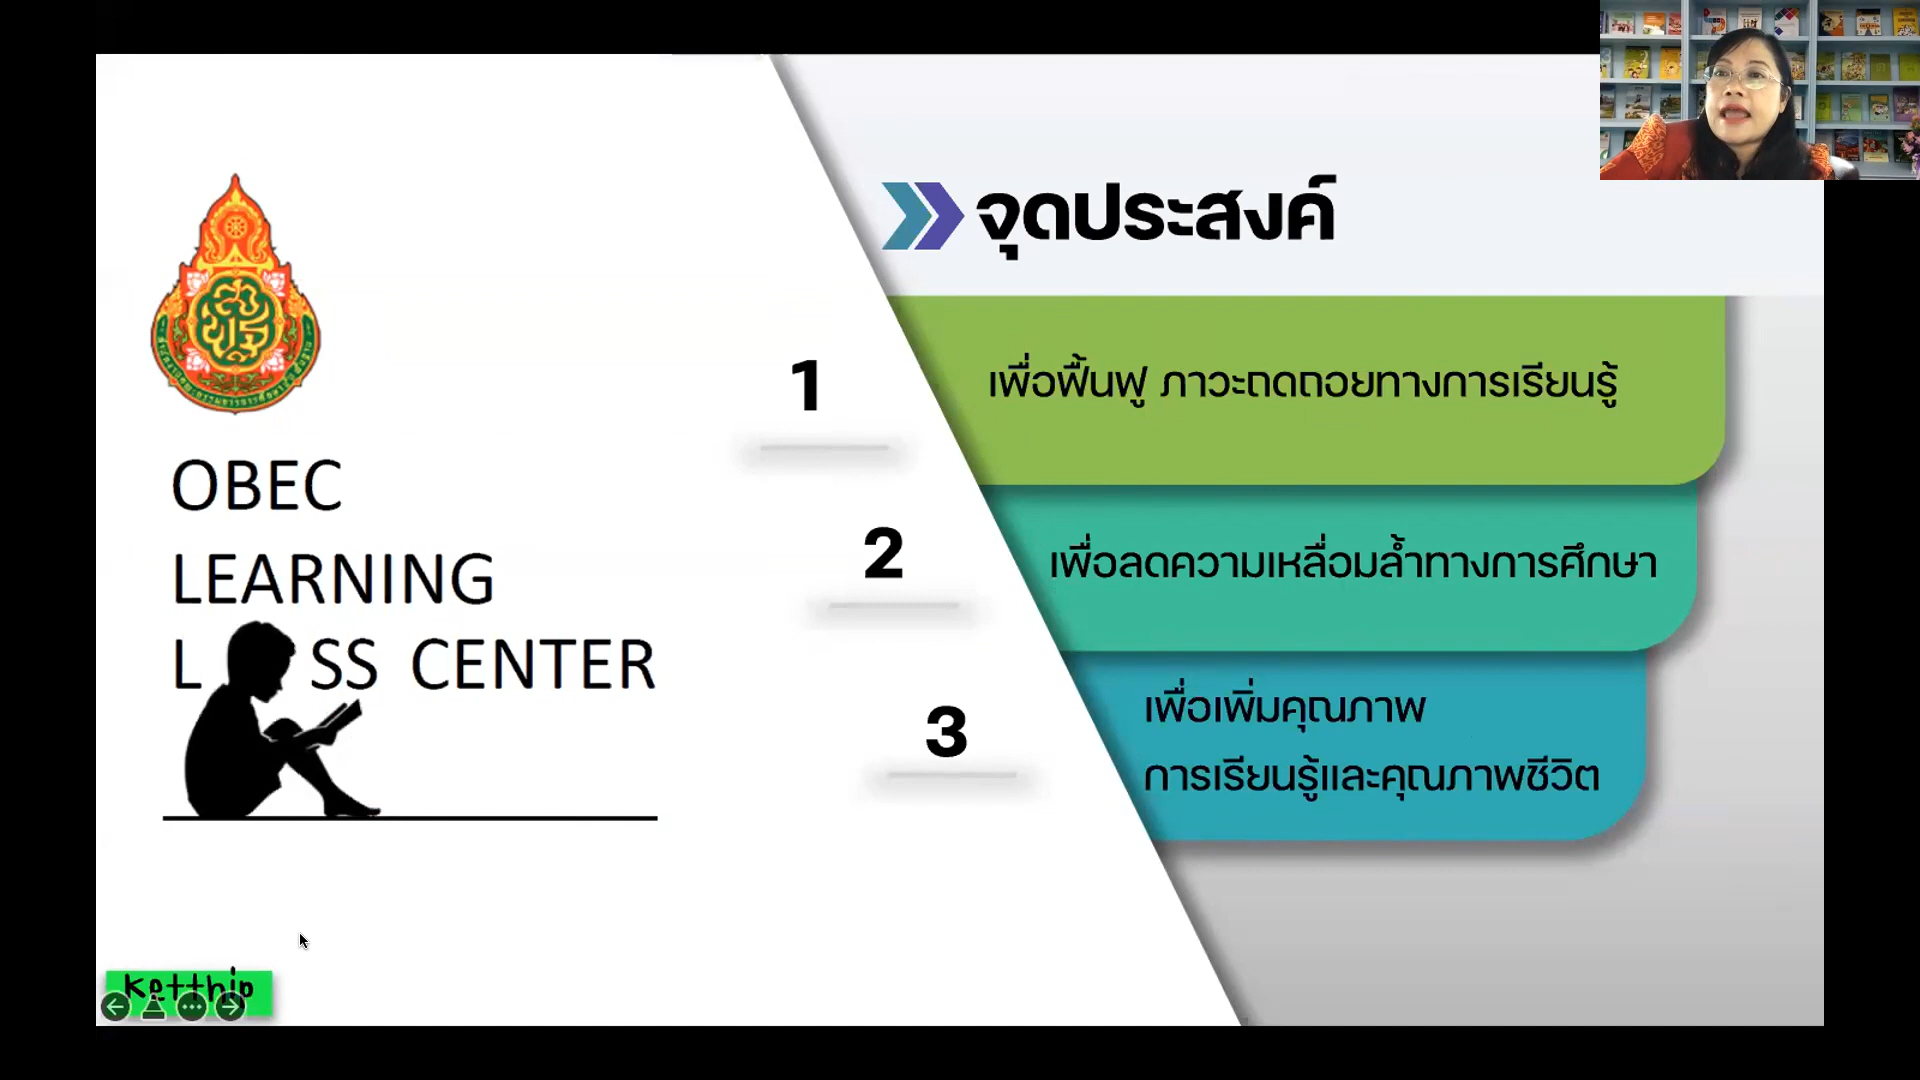 OBEC
LEARNING
L SS CENTER
จุดประสงค์
1
เพื่อฟื้นฟู ภาวะถดถอยทางการเรียนรู้
2
เพื่อลดความเหลื่อมล้ำทางการศึกษา
3
เพื่อเพิ่มคุณภาพ
การเรียนรู้และคุณภาพชีวิต
Ketthip